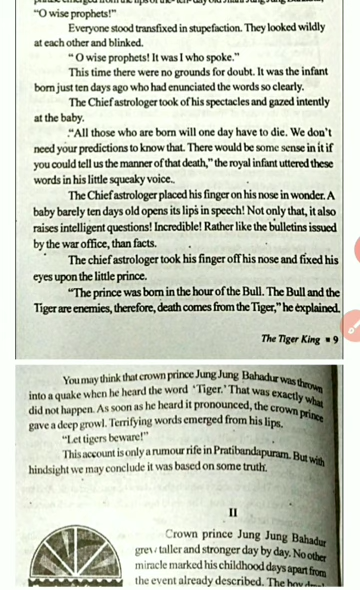 “O wise prophets!”
Everyone stood transfixed in stupefaction. They looked wildly
at each other and blinked.
“ O wise prophets! It was I who spoke.”
This time there were no grounds for doubt. It was the infant
born just ten days ago who had enunciated the words so clearly.
The Chief astrologer took of his spectacles and gazed intently
at the baby.
“All those who are born will one day have to die. We don’t
need your predictions to know that. There would be some sense in it if
you could tell us the manner of that death,” the royal infant uttered these
words in his little squeaky voice.
The Chief astrologer placed his finger on his nose in wonder. A
baby barely ten days old opens its lips in speech! Not only that, it also
raises intelligent questions! Incredible! Rather like the bulletins issued
by the war office, than facts.
The chief astrologer took his finger off his nose and fixed his
eyes upon the little prince.
“The prince was born in the hour of the Bull. The Bull and the
Tiger are enemies, therefore, death comes from the Tiger,” he explained.
The Tiger King ■ 9
You may think that crown prince Jung Jung Bahadur was thrown
into a quake when he heard the word ‘Tiger.’ That was exactly what
did not happen. As soon as he heard it pronounced, the crown prince
gave a deep growl. Terrifying words emerged from his lips.
“Let tigers beware!”
This account is only a rumour rife in Pratibandapuram. But with
hindsight we may conclude it was based on some truth.
II
Crown prince Jung Jung Bahadur
grew taller and stronger day by day. No other
miracle marked his childhood days apart from
the event already described. The boy